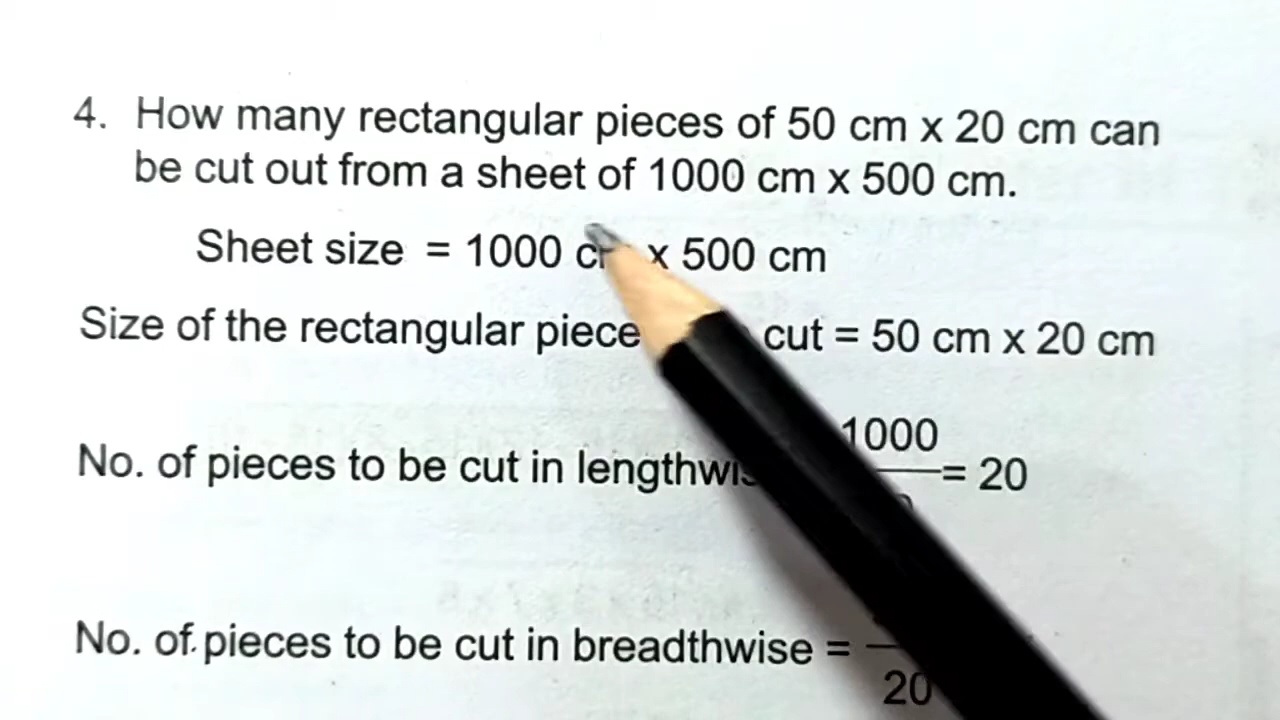 4. How many rectangular pieces of 50 cm x 20 cm can
be cut out from a sheet of 1000 cm x 500 cm.
Sheet size = 1000 x 500 cm
Size of the rectangular piece cut = 50 cm x 20 cm
No. of pieces to be cut in 1000 = 20
No. of pieces to be cut in breadthwise = 20